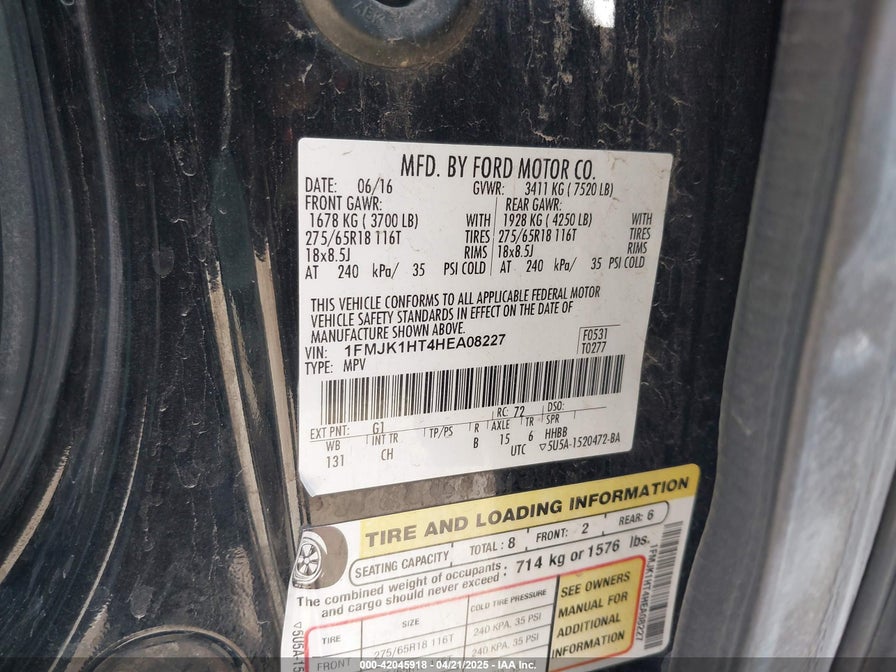 MFD. BY FORD MOTOR CO.
DATE: 06/16 GVWR: 3411 KG ( 7520 LB)
FRONT GAWR: REAR GAWR:
1678 KG ( 3700 LB) WITH 1928 KG ( 4250 LB) WITH
275/65R18 116T TIRES 275/65R18 116T TIRES
18x8.5J RIMS 18x8.5J RIMS
AT 240 kPa/ 35 PSI COLD AT 240 kPa/ 35 PSI COLD
THIS VEHICLE CONFORMS TO ALL APPLICABLE FEDERAL MOTOR
VEHICLE SAFETY STANDARDS IN EFFECT ON THE DATE OF
MANUFACTURE SHOWN ABOVE.
VIN: 1FMJK1HT4HEA08227 F0531
TYPE: MPV T0277
EXT PNT: G1 RC: 72 DSO:
WB INT TR TP/PS R AXLE TR SPR
131 CH B 15 6 HHBB
UTC ▽5U5A-1520472-BA
TIRE AND LOADING INFORMATION
SEATING CAPACITY TOTAL: 8 FRONT: 2 REAR: 6
The combined weight of occupants and cargo should never exceed: 714 kg or 1576 lbs.
TIRE SIZE COLD TIRE PRESSURE
FRONT 275/65R18 116T 240 KPA, 35 PSI
240 KPA, 35 PSI
SEE OWNERS
MANUAL FOR
ADDITIONAL
INFORMATION
1FMJK1HT4HEA08227
▽5U5A15
000-42045918 - 04/21/2025 - IAA Inc.